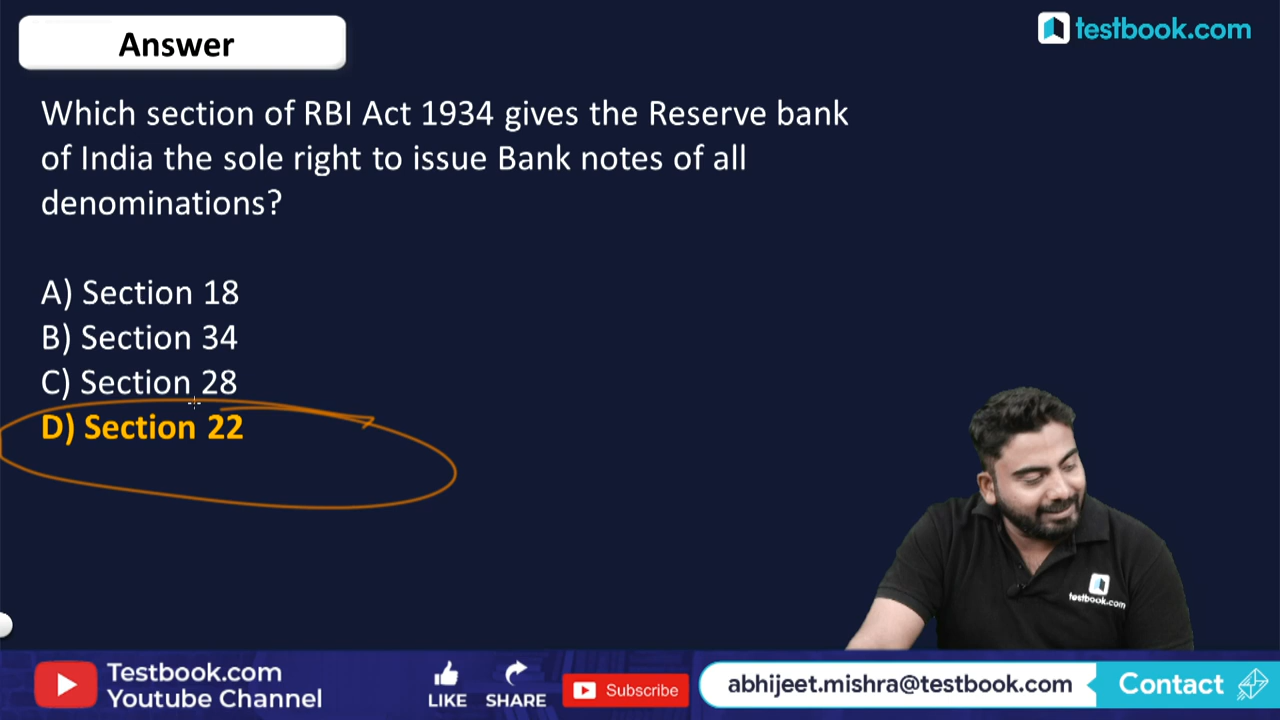 Answer
testbook.com
Which section of RBI Act 1934 gives the Reserve bank
of India the sole right to issue Bank notes of all
denominations?
A) Section 18
B) Section 34
C) Section 28
D) Section 22
testbook.com
Testbook.com
Youtube Channel
LIKE
SHARE
Subscribe
abhijeet.mishra@testbook.com
Contact